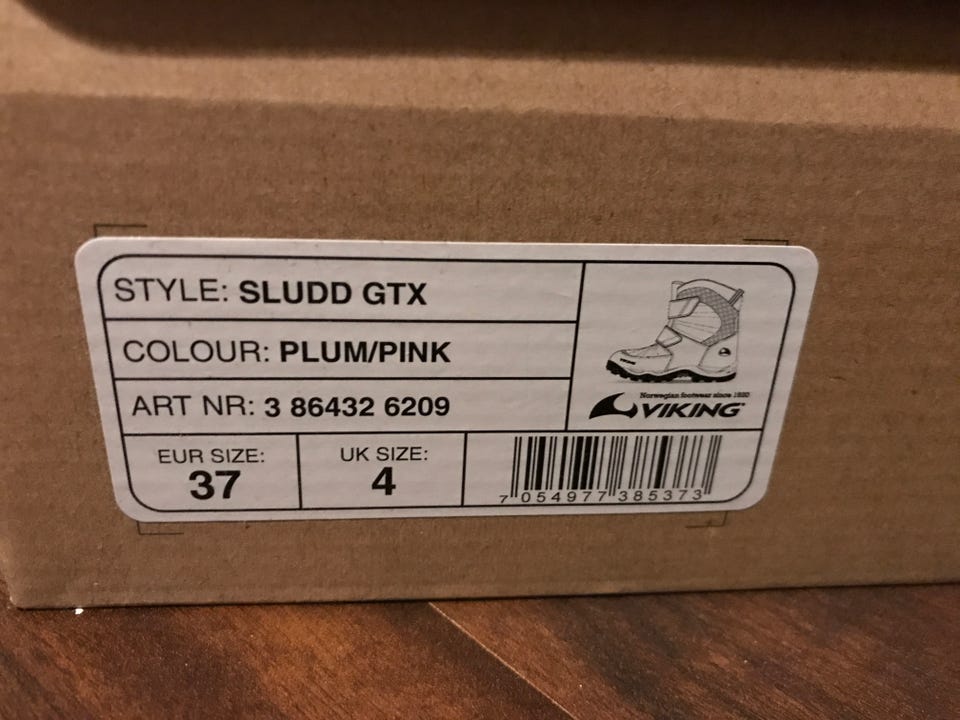 STYLE: SLUDD GTX
COLOUR: PLUM/PINK
ART NR: 3 86432 6209
EUR SIZE:
37
UK SIZE:
4
Norwegian footwear since 1920
VIKING
7 054977 385373